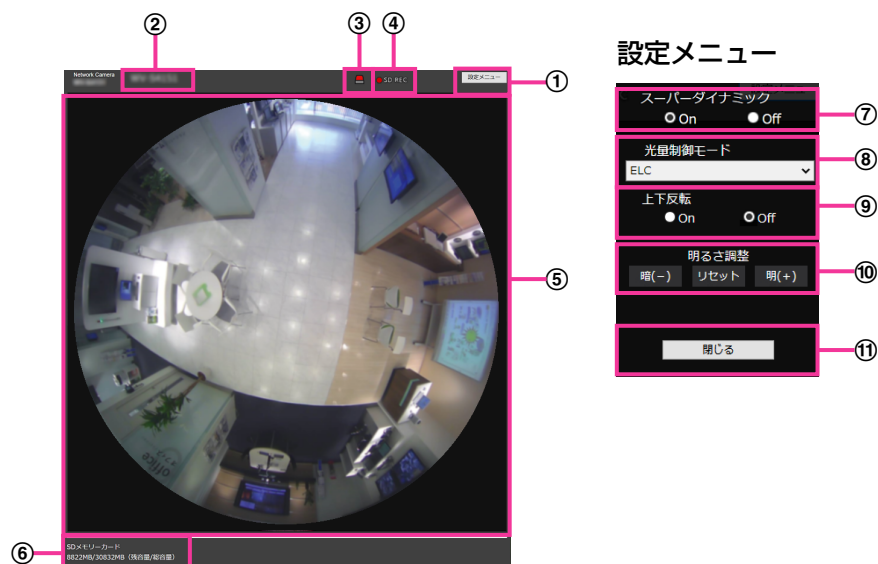 ② ③ ④
Network Camera
SD REC
設定メニュー
①
⑤
⑥
SDメモリーカード
8822MB/30832MB（残容量/総容量）
office
設定メニュー
スーパーダイナミック
On Off
⑦
光量制御モード
ELC
⑧
上下反転
On Off
⑨
明るさ調整
暗(−) リセット 明(+)
⑩
閉じる
⑪